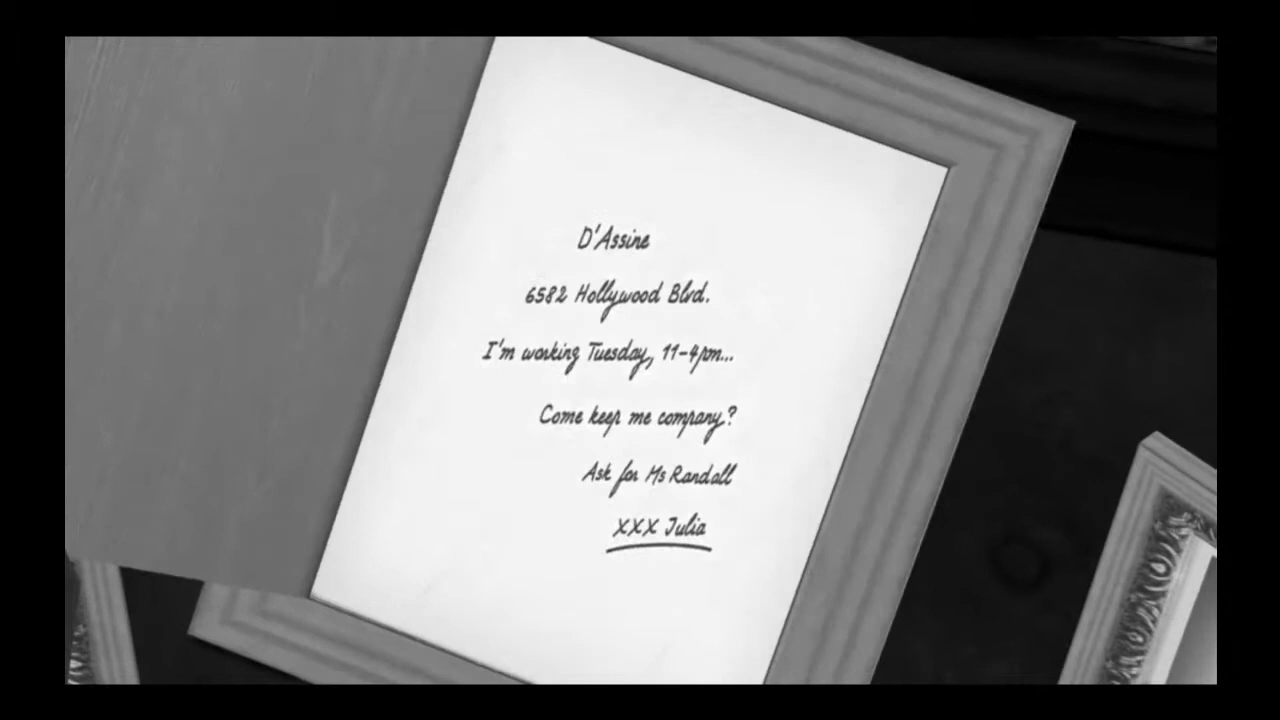 D'Assine
6582 Hollywood Blvd.
I'm working Tuesday, 11-4pm...
Come keep me company?
Ask for Ms Randall
XXX Julia